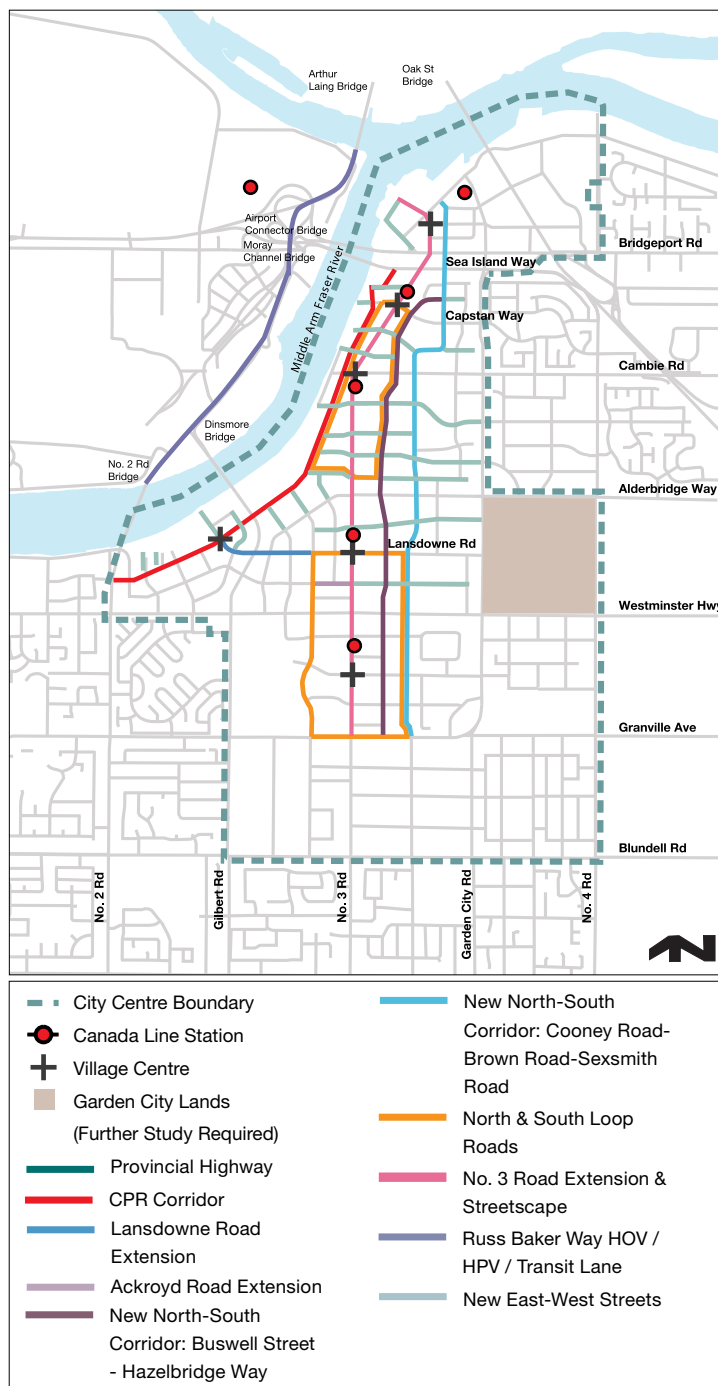 Arthur
Laing Bridge
Oak St
Bridge
Airport
Connector Bridge
Moray
Channel Bridge
Middle Arm Fraser River
Bridgeport Rd
Sea Island Way
Capstan Way
Cambie Rd
Dinsmore
Bridge
No. 2 Rd
Bridge
Alderbridge Way
Lansdowne Rd
Westminster Hwy
Granville Ave
Blundell Rd
No. 2 Rd
Gilbert Rd
No. 3 Rd
Garden City Rd
No. 4 Rd
N
City Centre Boundary
Canada Line Station
Village Centre
Garden City Lands
(Further Study Required)
Provincial Highway
CPR Corridor
Lansdowne Road
Extension
Ackroyd Road Extension
New North-South
Corridor: Buswell Street
- Hazelbridge Way
New North-South
Corridor: Cooney Road-
Brown Road-Sexsmith
Road
North & South Loop
Roads
No. 3 Road Extension &
Streetscape
Russ Baker Way HOV /
HPV / Transit Lane
New East-West Streets